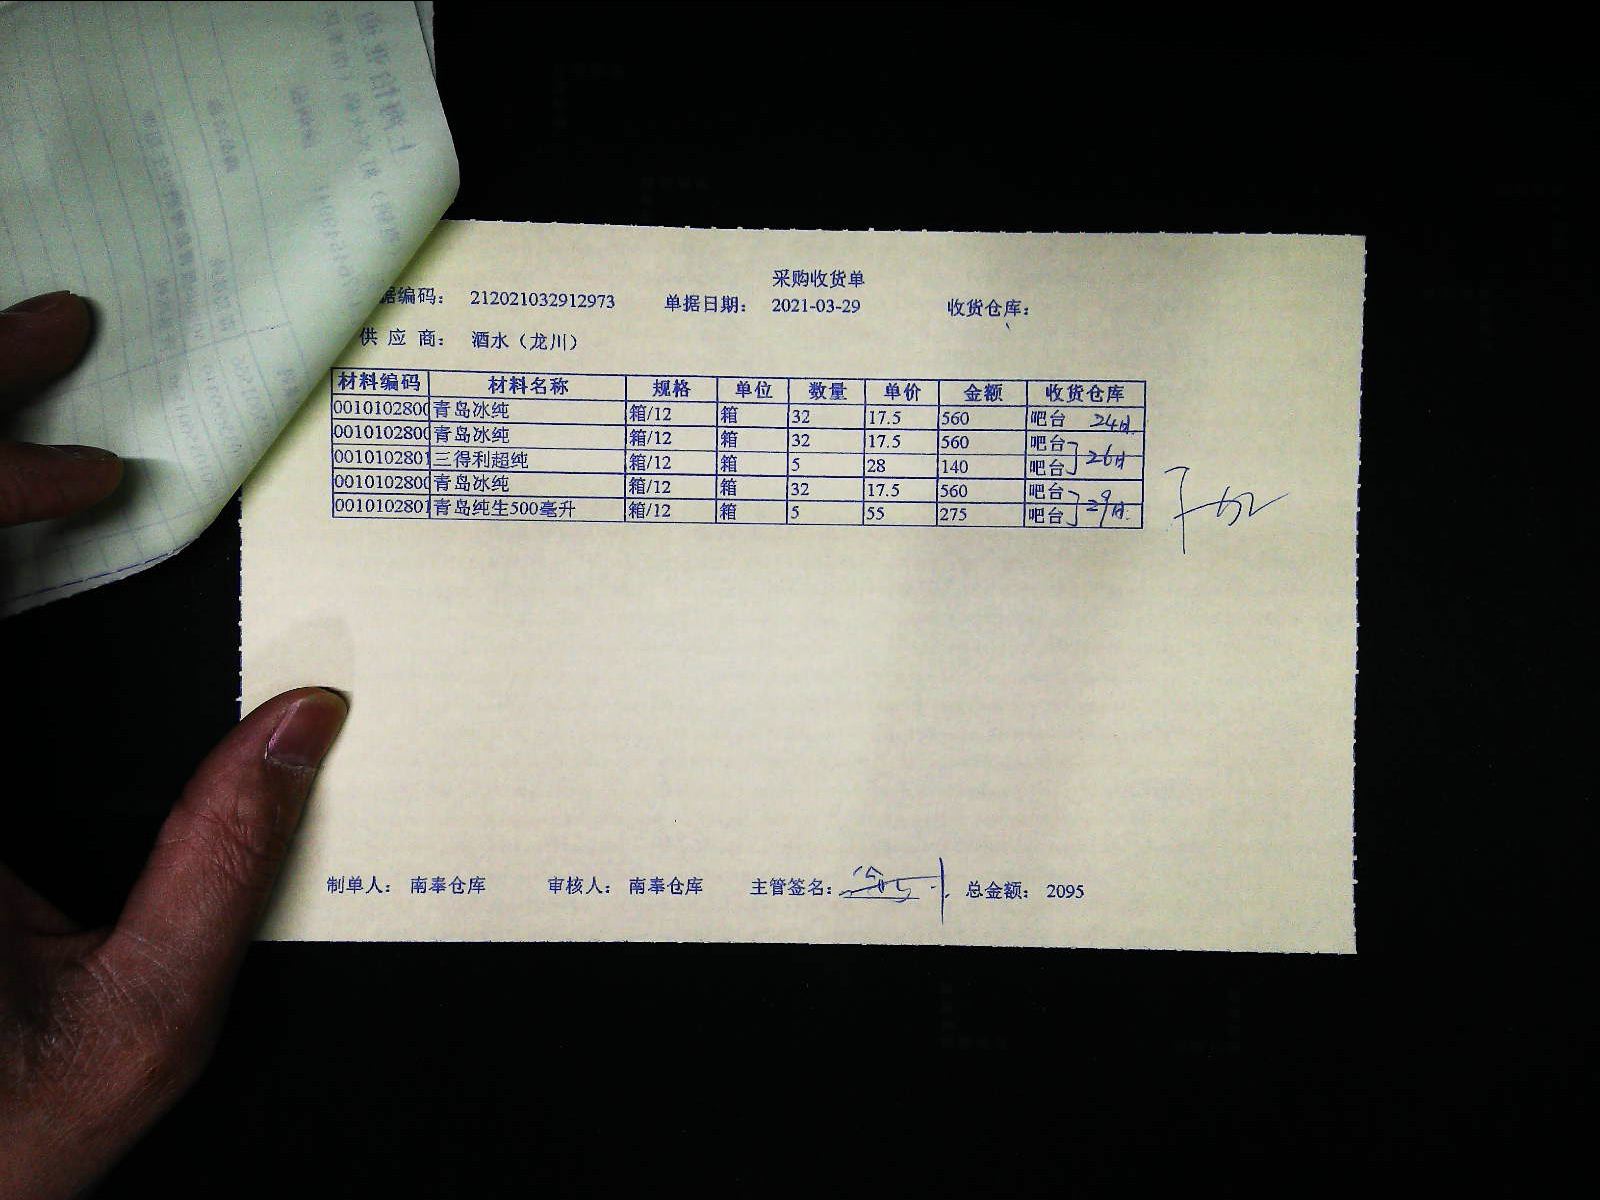 采购收货单
据编码： 212021032912973 单据日期： 2021-03-29 收货仓库：
供应商： 酒水（龙川）
材料编码 材料名称 规格 单位 数量 单价 金额 收货仓库
0010102800 青岛冰纯 箱/12 箱 32 17.5 560 吧台 24日
0010102800 青岛冰纯 箱/12 箱 32 17.5 560 吧台
0010102801 三得利超纯 箱/12 箱 5 28 140 吧台 26日
0010102800 青岛冰纯 箱/12 箱 32 17.5 560 吧台
0010102801 青岛纯生500毫升 箱/12 箱 5 55 275 吧台 29日
制单人： 南奉仓库 审核人： 南奉仓库 主管签名： 总金额： 2095